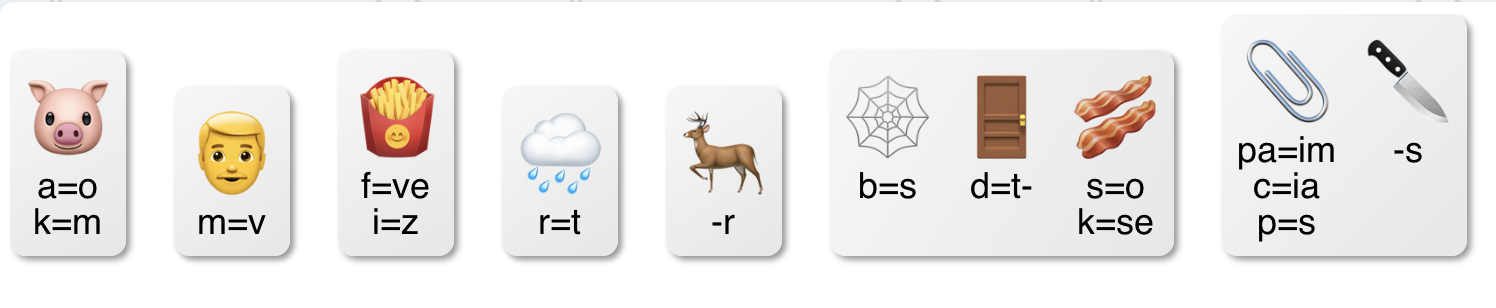 a=o
k=m
m=v
f=ve
i=z
r=t
-r
b=s
d=t-
s=o
k=se
pa=im
c=ia
p=s
-s